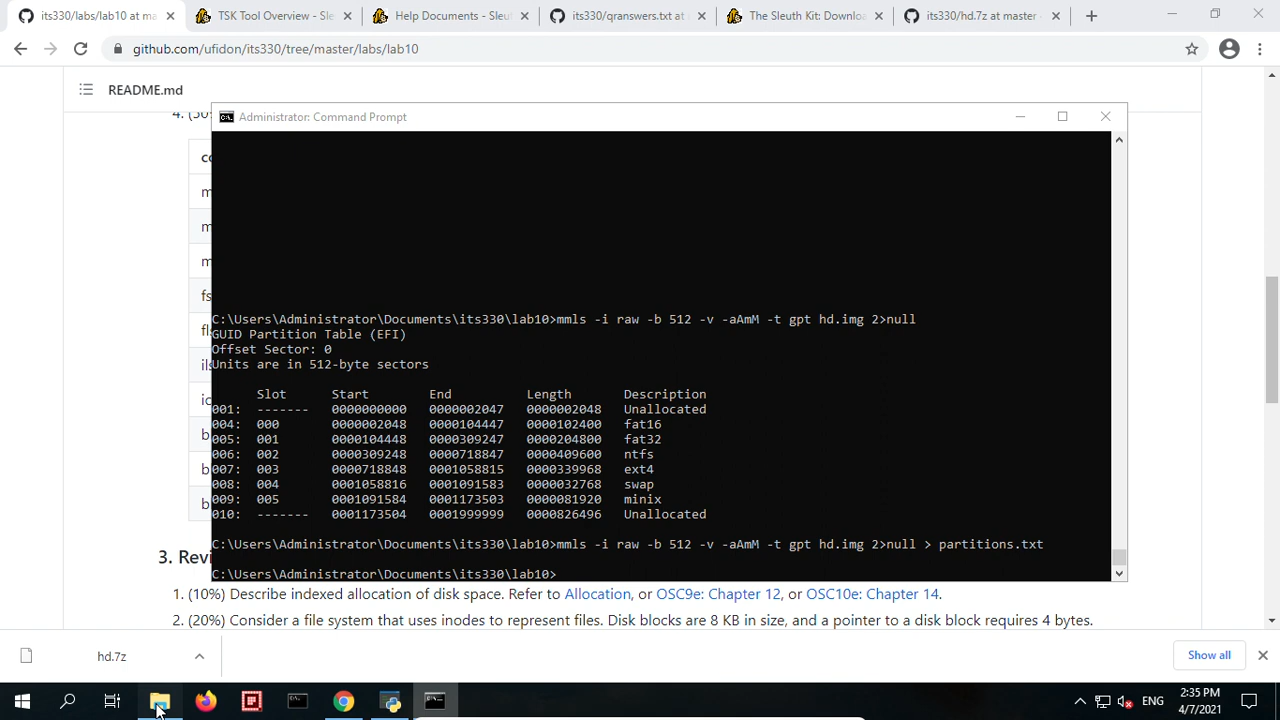 its330/labs/lab10 at ma
TSK Tool Overview - Sle
Help Documents - Sleu
its330/qranswers.txt at
The Sleuth Kit: Downloa
its330/hd.7z at master
github.com/ufidon/its330/tree/master/labs/lab10
README.md
Administrator: Command Prompt
C:\Users\Administrator\Documents\its330\lab10>mmls -i raw -b 512 -v -aAmM -t gpt hd.img 2>null
GUID Partition Table (EFI)
Offset Sector: 0
Units are in 512-byte sectors
Slot Start End Length Description
001: ------- 0000000000 0000002047 0000002048 Unallocated
004: 000 0000002048 0000104447 0000102400 fat16
005: 001 0000104448 0000309247 0000204800 fat32
006: 002 0000309248 0000718847 0000409600 ntfs
007: 003 0000718848 0001058815 0000339968 ext4
008: 004 0001058816 0001091583 0000032768 swap
009: 005 0001091584 0001173503 0000081920 minix
010: ------- 0001173504 0001999999 0000826496 Unallocated
C:\Users\Administrator\Documents\its330\lab10>mmls -i raw -b 512 -v -aAmM -t gpt hd.img 2>null > partitions.txt
C:\Users\Administrator\Documents\its330\lab10>
3. Revi
1. (10%) Describe indexed allocation of disk space. Refer to Allocation, or OSC9e: Chapter 12, or OSC10e: Chapter 14.
2. (20%) Consider a file system that uses inodes to represent files. Disk blocks are 8 KB in size, and a pointer to a disk block requires 4 bytes.
hd.7z
Show all
ENG
2:35 PM
4/7/2021